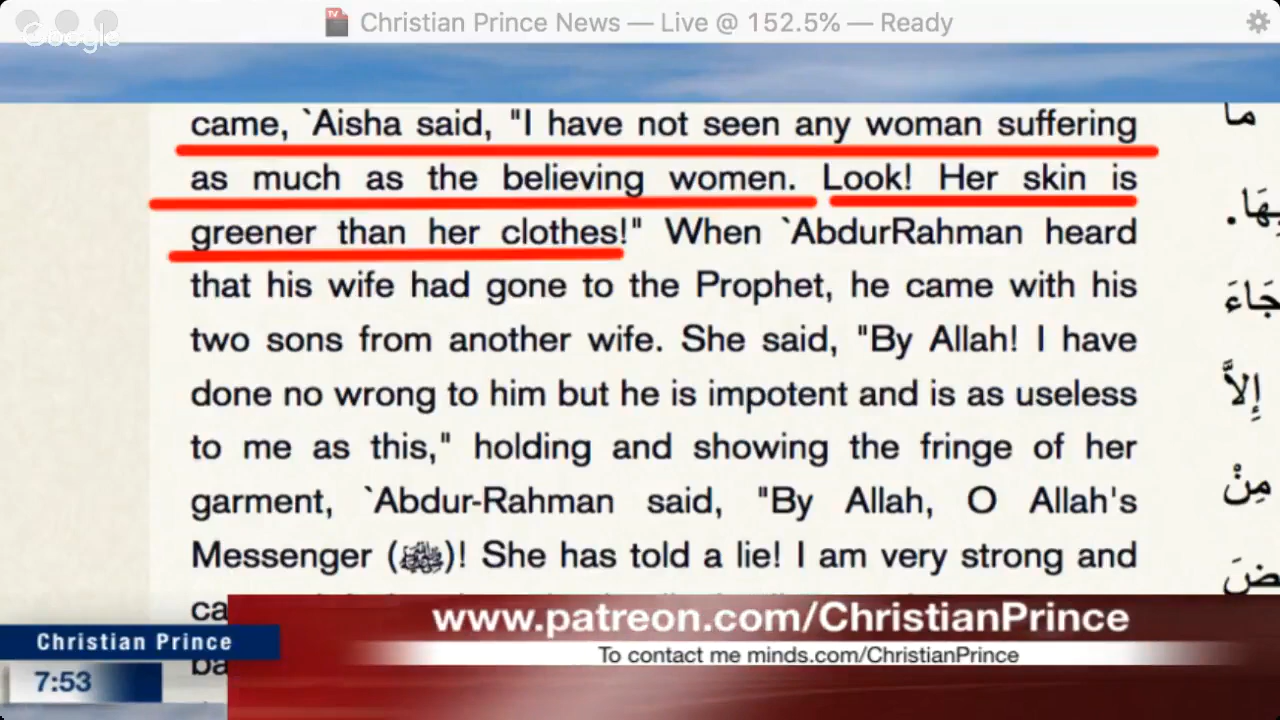 Google
Christian Prince News — Live @ 152.5% — Ready
came, `Aisha said, "I have not seen any woman suffering
as much as the believing women. Look! Her skin is
greener than her clothes!" When `AbdurRahman heard
that his wife had gone to the Prophet, he came with his
two sons from another wife. She said, "By Allah! I have
done no wrong to him but he is impotent and is as useless
to me as this," holding and showing the fringe of her
garment, `Abdur-Rahman said, "By Allah, O Allah's
Messenger (ﷺ)! She has told a lie! I am very strong and
ca
ba
مَا
جَاءَ
إِلاَّ
مِنْ
www.patreon.com/ChristianPrince
To contact me minds.com/ChristianPrince
Christian Prince
7:53